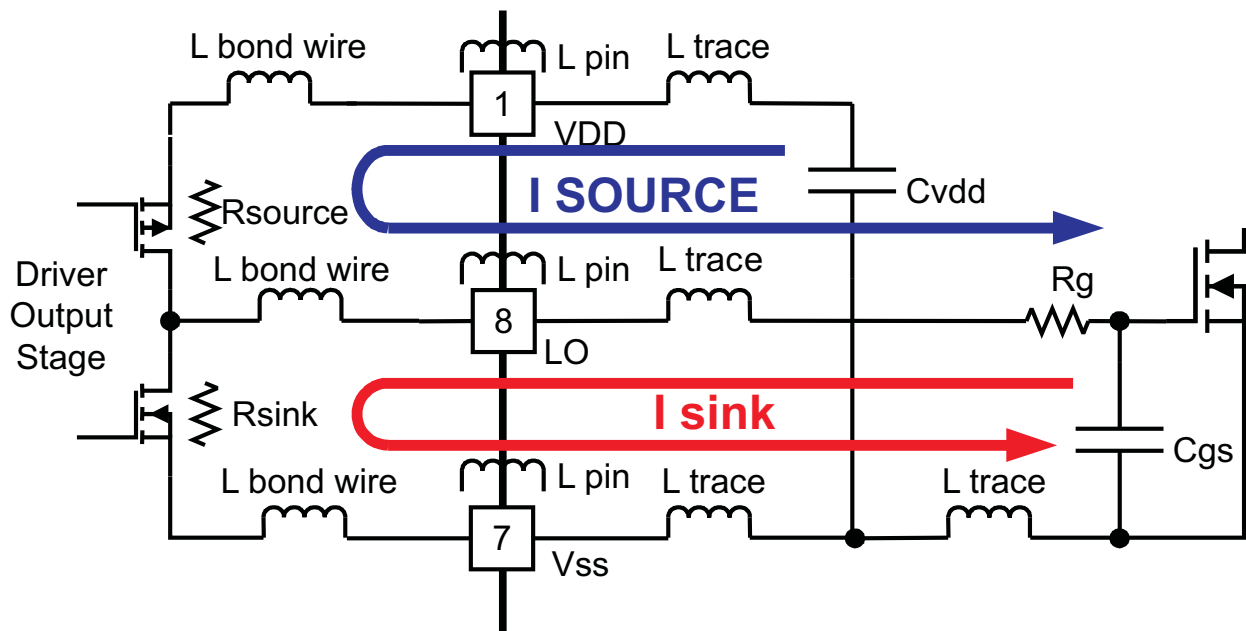 L bond wire
L pin
L trace
1
VDD
I SOURCE
Cvdd
Rsource
L bond wire
L pin
L trace
Rg
Driver
Output
Stage
8
LO
Rsink
I sink
Cgs
L bond wire
L pin
L trace
L trace
7
Vss